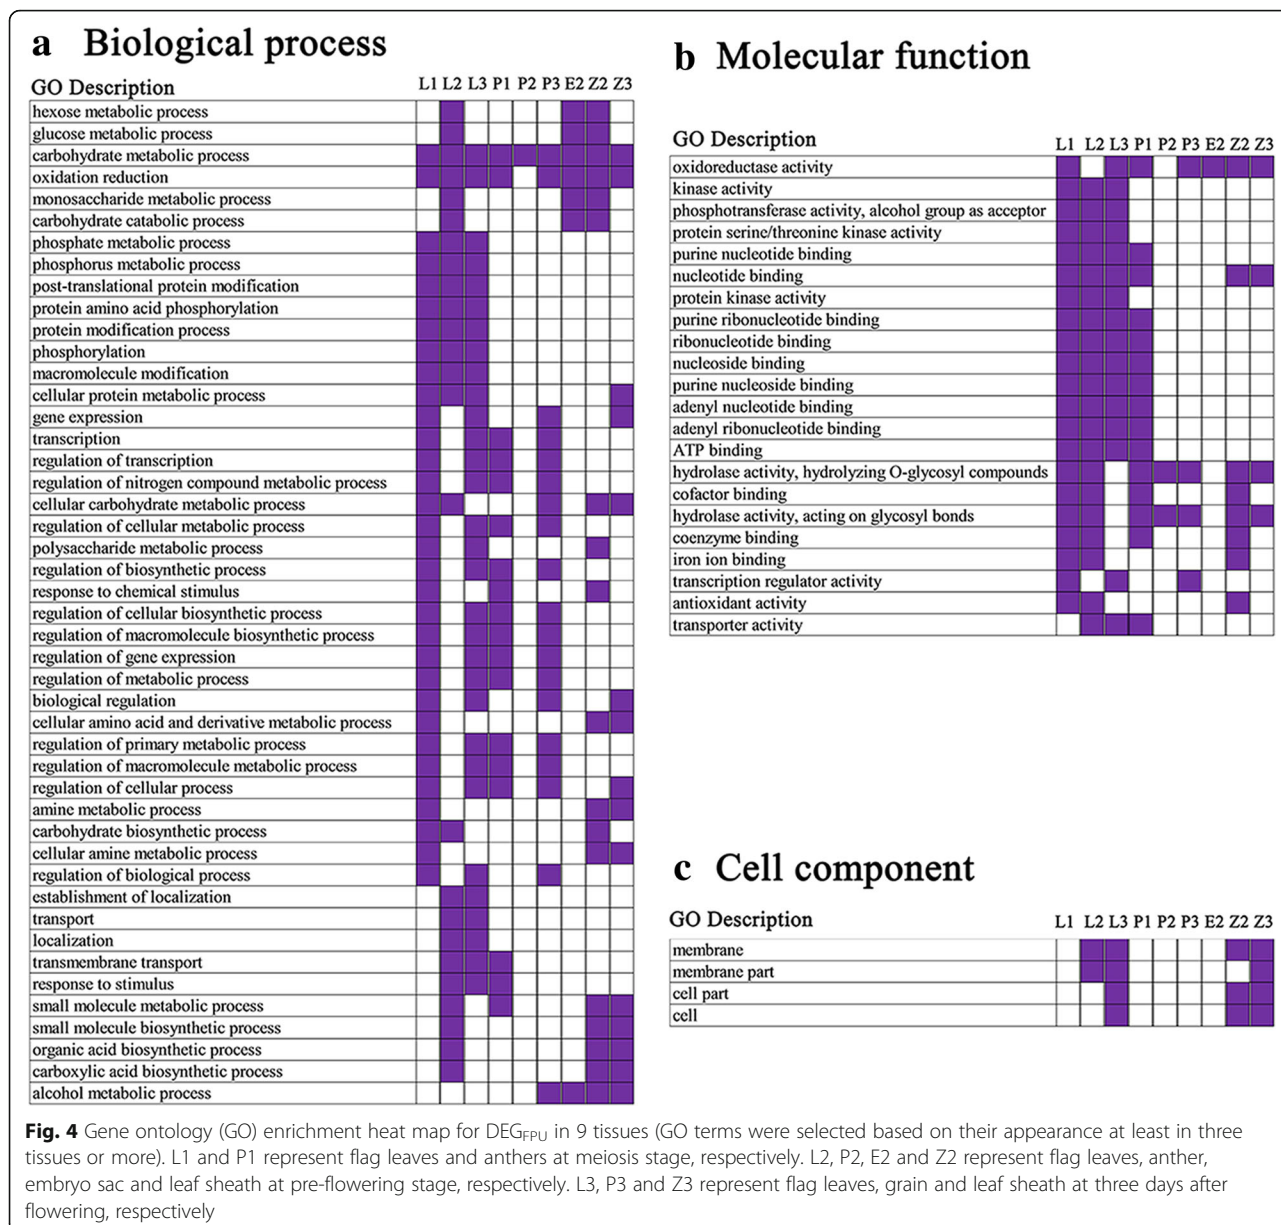 a Biological process
GO Description L1 L2 L3 P1 P2 P3 E2 Z2 Z3
hexose metabolic process
glucose metabolic process
carbohydrate metabolic process
oxidation reduction
monosaccharide metabolic process
carbohydrate catabolic process
phosphate metabolic process
phosphorus metabolic process
post-translational protein modification
protein amino acid phosphorylation
protein modification process
phosphorylation
macromolecule modification
cellular protein metabolic process
gene expression
transcription
regulation of transcription
regulation of nitrogen compound metabolic process
cellular carbohydrate metabolic process
regulation of cellular metabolic process
polysaccharide metabolic process
regulation of biosynthetic process
response to chemical stimulus
regulation of cellular biosynthetic process
regulation of macromolecule biosynthetic process
regulation of gene expression
regulation of metabolic process
biological regulation
cellular amino acid and derivative metabolic process
regulation of primary metabolic process
regulation of macromolecule metabolic process
regulation of cellular process
amine metabolic process
carbohydrate biosynthetic process
cellular amine metabolic process
regulation of biological process
establishment of localization
transport
localization
transmembrane transport
response to stimulus
small molecule metabolic process
small molecule biosynthetic process
organic acid biosynthetic process
carboxylic acid biosynthetic process
alcohol metabolic process
b Molecular function
GO Description L1 L2 L3 P1 P2 P3 E2 Z2 Z3
oxidoreductase activity
kinase activity
phosphotransferase activity, alcohol group as acceptor
protein serine/threonine kinase activity
purine nucleotide binding
nucleotide binding
protein kinase activity
purine ribonucleotide binding
ribonucleotide binding
nucleoside binding
purine nucleoside binding
adenyl nucleotide binding
adenyl ribonucleotide binding
ATP binding
hydrolase activity, hydrolyzing O-glycosyl compounds
cofactor binding
hydrolase activity, acting on glycosyl bonds
coenzyme binding
iron ion binding
transcription regulator activity
antioxidant activity
transporter activity
c Cell component
GO Description L1 L2 L3 P1 P2 P3 E2 Z2 Z3
membrane
membrane part
cell part
cell
Fig. 4 Gene ontology (GO) enrichment heat map for DEG_FPU in 9 tissues (GO terms were selected based on their appearance at least in three
tissues or more). L1 and P1 represent flag leaves and anthers at meiosis stage, respectively. L2, P2, E2 and Z2 represent flag leaves, anther,
embryo sac and leaf sheath at pre-flowering stage, respectively. L3, P3 and Z3 represent flag leaves, grain and leaf sheath at three days after
flowering, respectively